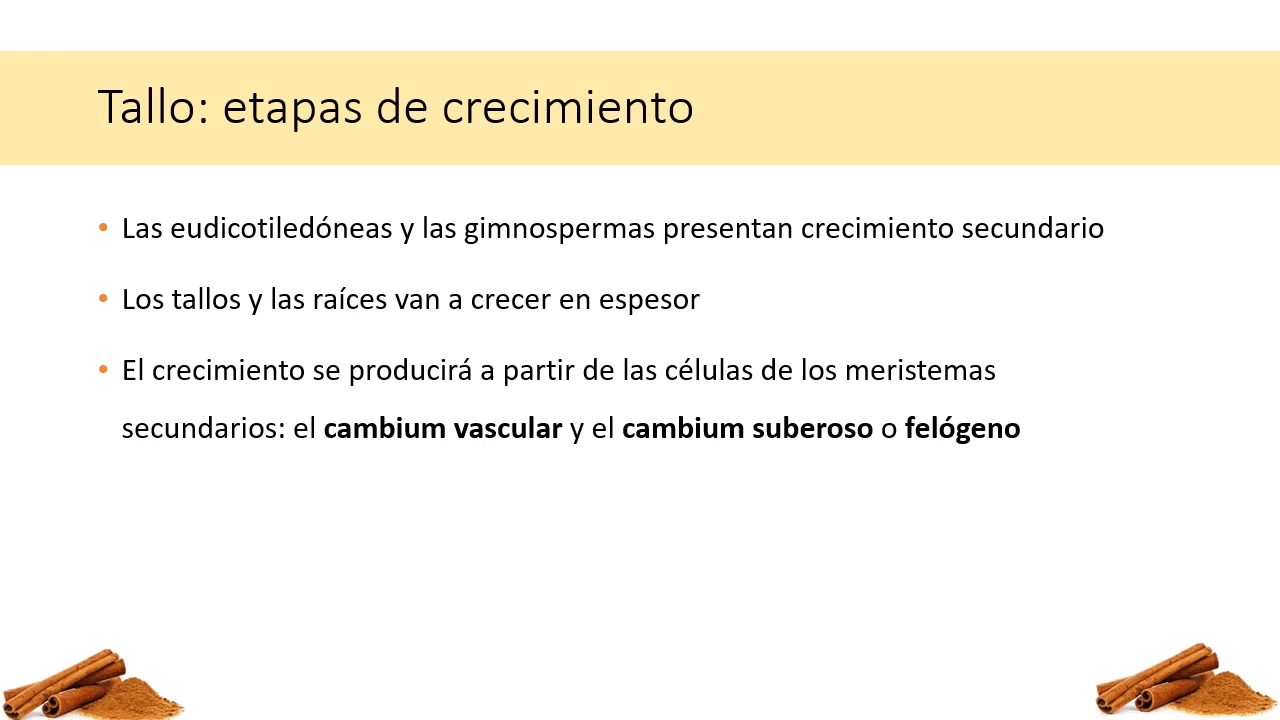 Tallo: etapas de crecimiento
• Las eudicotiledóneas y las gimnospermas presentan crecimiento secundario
• Los tallos y las raíces van a crecer en espesor
• El crecimiento se producirá a partir de las células de los meristemas
secundarios: el cambium vascular y el cambium suberoso o felógeno